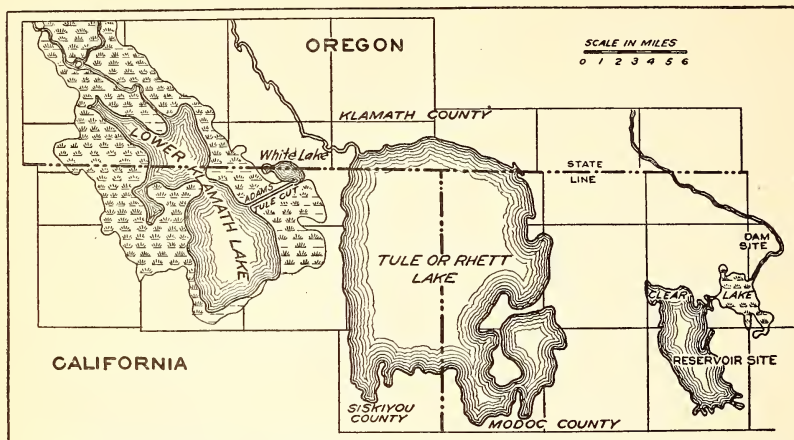 OREGON
SCALE IN MILES
0 1 2 3 4 5 6
KLAMATH COUNTY
LOWER KLAMATH LAKE
White Lake
STATE
LINE
ADAMS
TULE CUT
DAM
SITE
TULE OR RHETT
LAKE
CLEAR LAKE
RESERVOIR SITE
CALIFORNIA
SISKIYOU
COUNTY
MODOC COUNTY